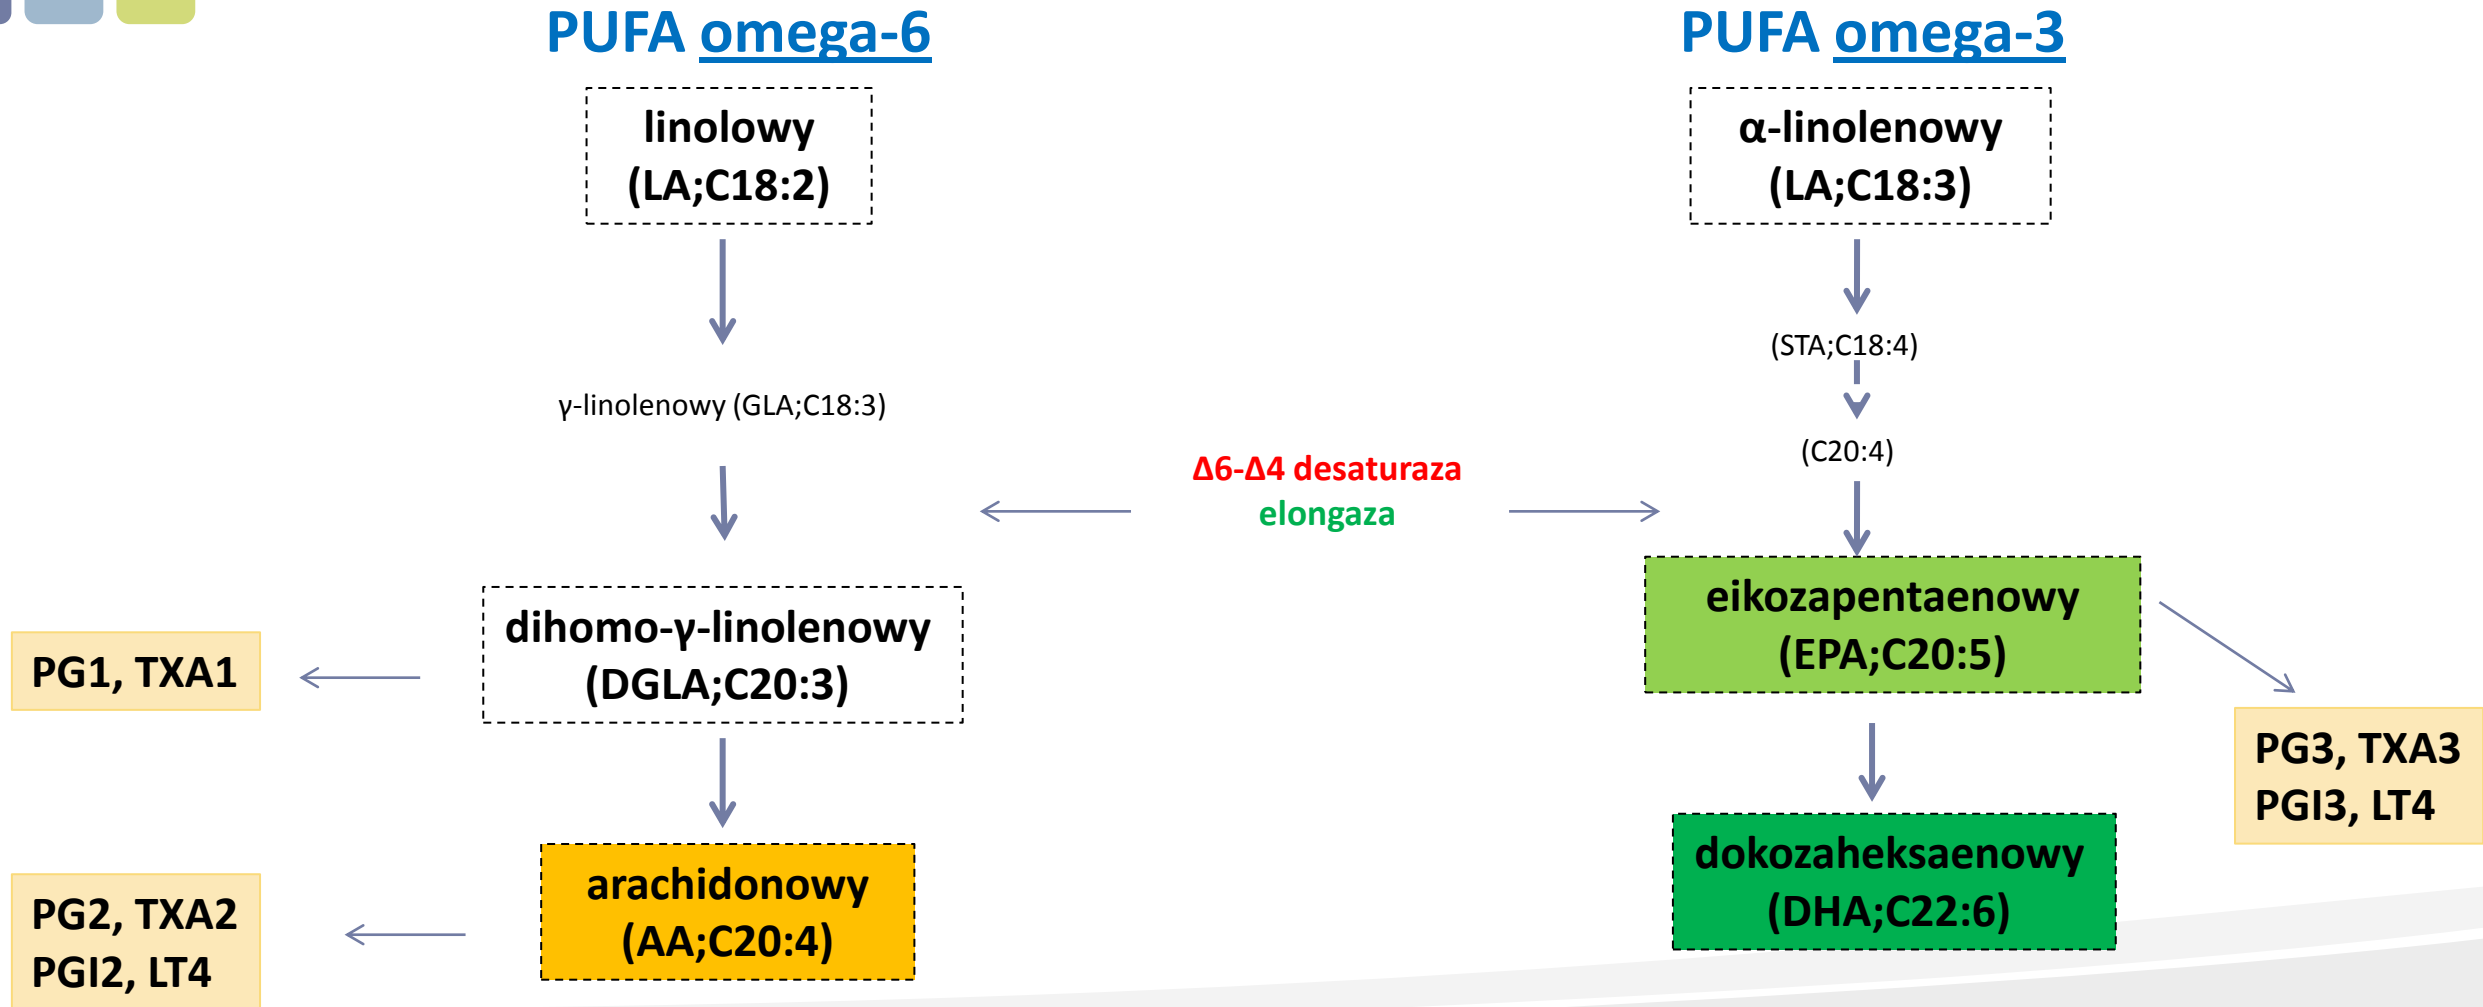 PUFA omega-6
linolowy
(LA;C18:2)
γ-linolenowy (GLA;C18:3)
dihomo-γ-linolenowy
(DGLA;C20:3)
PG1, TXA1
arachidonowy
(AA;C20:4)
PG2, TXA2
PGI2, LT4
Δ6-Δ4 desaturaza
elongaza
PUFA omega-3
α-linolenowy
(LA;C18:3)
(STA;C18:4)
(C20:4)
eikozapentaenowy
(EPA;C20:5)
PG3, TXA3
PGI3, LT4
dokozaheksaenowy
(DHA;C22:6)